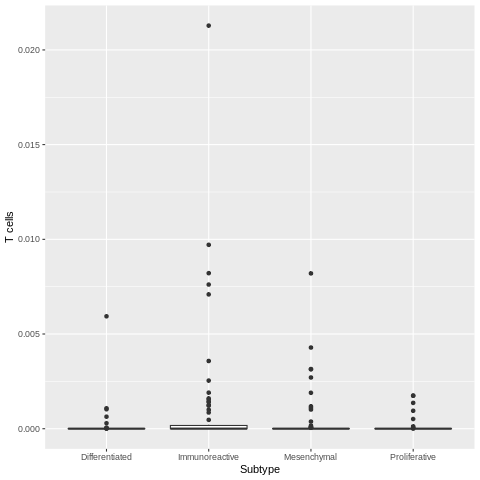 T cells
0.020
0.015
0.010
0.005
0.000
Differentiated Immunoreactive Mesenchymal Proliferative
Subtype